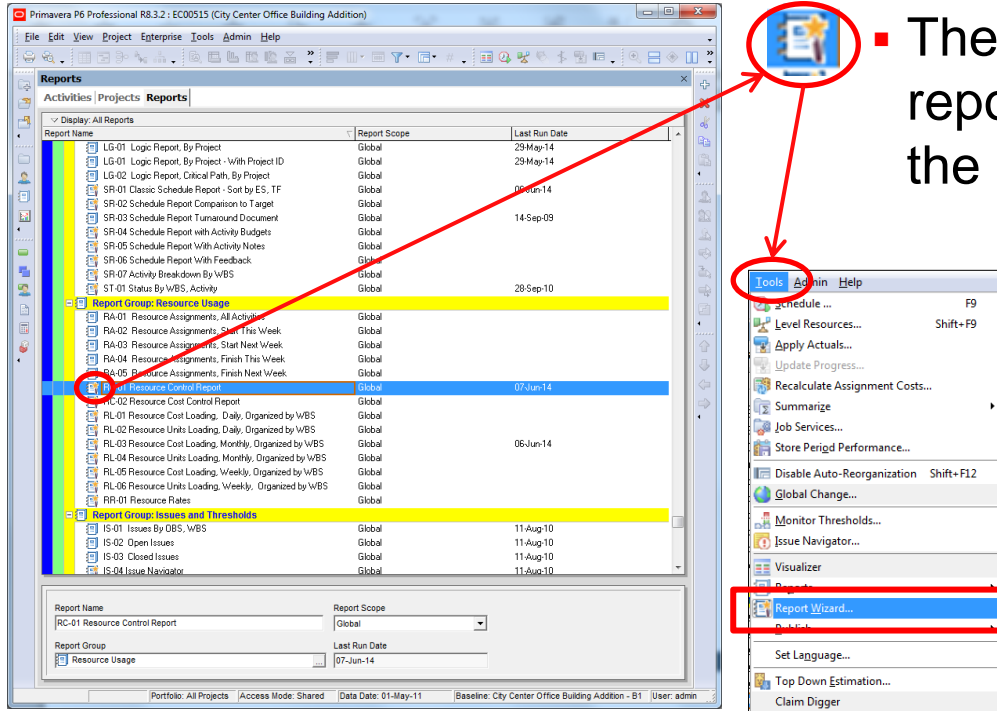 Primavera P6 Professional R8.3.2 : EC00515 (City Center Office Building Addition)
File Edit View Project Enterprise Tools Admin Help
Reports
Activities Projects Reports
Display: All Reports
Report Name Report Scope Last Run Date
LG-01 Logic Report, By Project Global 29-May-14
LG-01 Logic Report, By Project - With Project ID Global 29-May-14
LG-02 Logic Report, Critical Path, By Project Global
SR-01 Classic Schedule Report - Sort by ES, TF Global Jun-14
SR-02 Schedule Report Comparison to Target Global
SR-03 Schedule Report Turnaround Document Global 14-Sep-09
SR-04 Schedule Report with Activity Budgets Global
SR-05 Schedule Report With Activity Notes Global
SR-06 Schedule Report With Feedback Global
SR-07 Activity Breakdown By WBS Global
ST-01 Status By WBS, Activity Global 28-Sep-10
Report Group: Resource Usage
RA-01 Resource Assignments, All Activities Global
RA-02 Resource Assignments, Start This Week Global
RA-03 Resource Assignments, Start Next Week Global
RA-04 Resource Assignments, Finish This Week Global
RA-05 Resource Assignments, Finish Next Week Global
RC-01 Resource Control Report Global 07-Jun-14
RC-02 Resource Cost Control Report Global
RL-01 Resource Cost Loading, Daily, Organized by WBS Global
RL-02 Resource Units Loading, Daily, Organized by WBS Global
RL-03 Resource Cost Loading, Monthly, Organized by WBS Global 06-Jun-14
RL-04 Resource Units Loading, Monthly, Organized by WBS Global
RL-05 Resource Cost Loading, Weekly, Organized by WBS Global
RL-06 Resource Units Loading, Weekly, Organized by WBS Global
RR-01 Resource Rates Global
Report Group: Issues and Thresholds
IS-01 Issues By OBS, WBS Global 11-Aug-10
IS-02 Open Issues Global 11-Aug-10
IS-03 Closed Issues Global 11-Aug-10
IS-04 Issue Navigator Global 11-Aug-10
Report Name Report Scope
RC-01 Resource Control Report Global
Report Group Last Run Date
Resource Usage ... 07-Jun-14
Portfolio: All Projects Access Mode: Shared Data Date: 01-May-11 Baseline: City Center Office Building Addition - B1 User: admin
▪ The
repo
the
Tools Admin Help
Schedule ... F9
Level Resources... Shift+F9
Apply Actuals...
Update Progress...
Recalculate Assignment Costs...
Summarize
Job Services...
Store Period Performance...
Disable Auto-Reorganization Shift+F12
Global Change...
Monitor Thresholds...
Issue Navigator...
Visualizer
Reports
Report Wizard...
Publish
Set Language...
Top Down Estimation...
Claim Digger